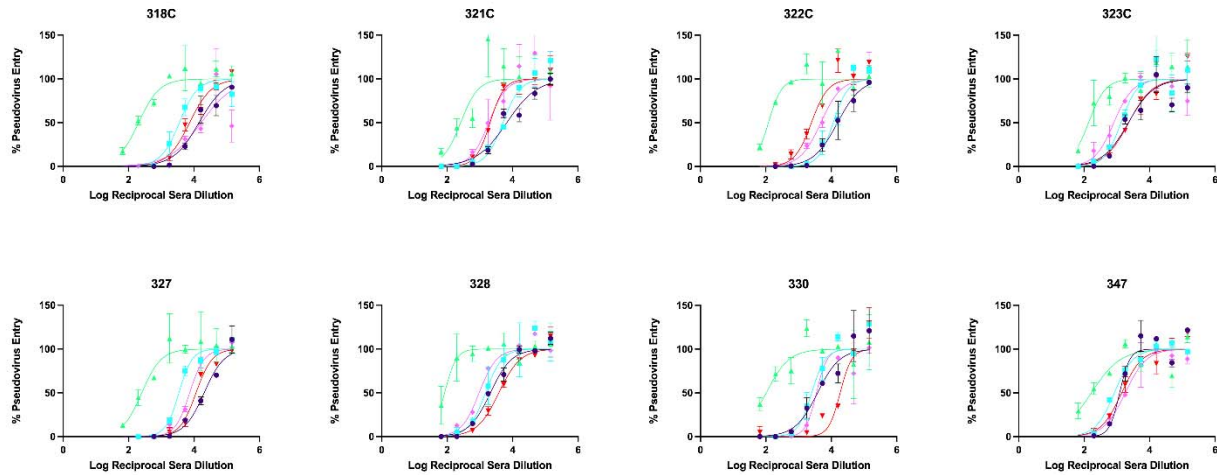 318C
321C
322C
323C
150
100
50
0
% Pseudovirus Entry
0 2 4 6
Log Reciprocal Sera Dilution
150
100
50
0
% Pseudovirus Entry
0 2 4 6
Log Reciprocal Sera Dilution
150
100
50
0
% Pseudovirus Entry
0 2 4 6
Log Reciprocal Sera Dilution
150
100
50
0
% Pseudovirus Entry
0 2 4 6
Log Reciprocal Sera Dilution
327
328
330
347
150
100
50
0
% Pseudovirus Entry
0 2 4 6
Log Reciprocal Sera Dilution
150
100
50
0
% Pseudovirus Entry
0 2 4 6
Log Reciprocal Sera Dilution
150
100
50
0
% Pseudovirus Entry
0 2 4 6
Log Reciprocal Sera Dilution
150
100
50
0
% Pseudovirus Entry
0 2 4 6
Log Reciprocal Sera Dilution